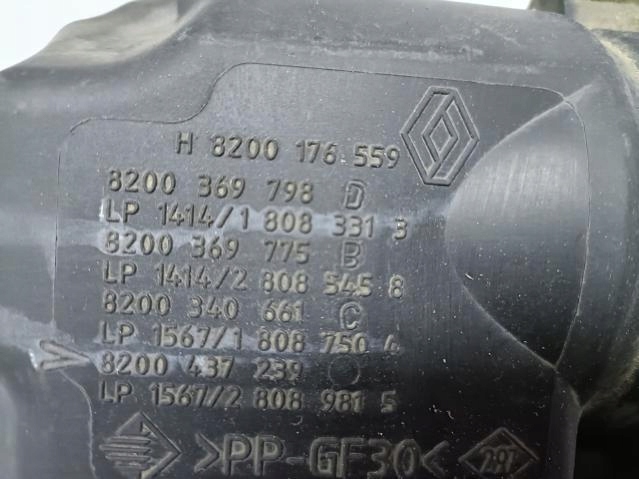 H 8200 176 559
8200 369 798 D
LP 1414/1 808 331 3
8200 369 775 B
LP 1414/2 808 545 8
8200 340 661 C
LP 1567/1 808 750 4
8200 437 239
LP 1567/2 808 981 5
>PP-GF30< 297